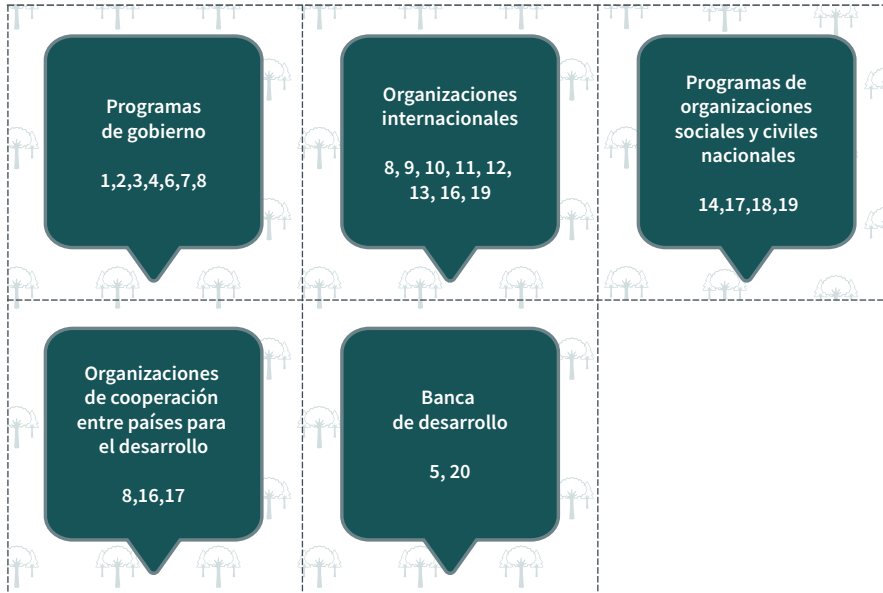 Programas
de gobierno
1,2,3,4,6,7,8
Organizaciones
internacionales
8, 9, 10, 11, 12,
13, 16, 19
Programas de
organizaciones
sociales y civiles
nacionales
14,17,18,19
Organizaciones
de cooperación
entre países para
el desarrollo
8,16,17
Banca
de desarrollo
5, 20